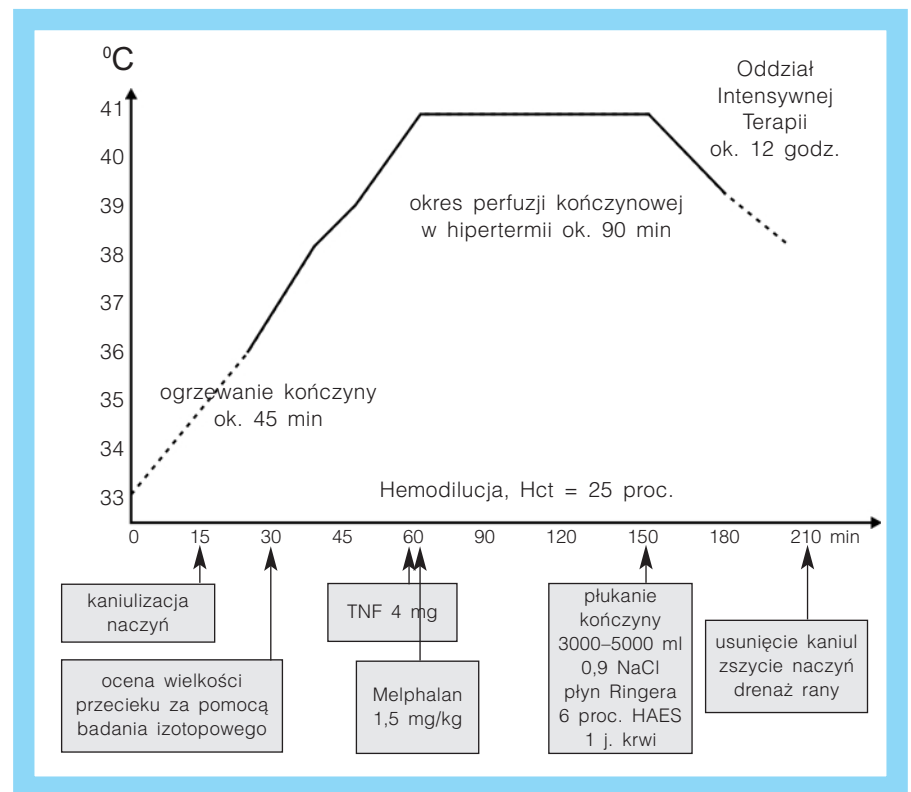 ⁰C
41
40
39
38
37
36
35
34
33
Oddział
Intensywnej
Terapii
ok. 12 godz.
okres perfuzji kończynowej
w hipertermii ok. 90 min
ogrzewanie kończyny
ok. 45 min
Hemodilucja, Hct = 25 proc.
0 15 30 45 60 90 120 150 180 210 min
kaniulizacja
naczyń
ocena wielkości
przecieku za pomocą
badania izotopowego
TNF 4 mg
Melphalan
1,5 mg/kg
płukanie
kończyny
3000–5000 ml
0,9 NaCl
płyn Ringera
6 proc. HAES
1 j. krwi
usunięcie kaniul
zszycie naczyń
drenaż rany